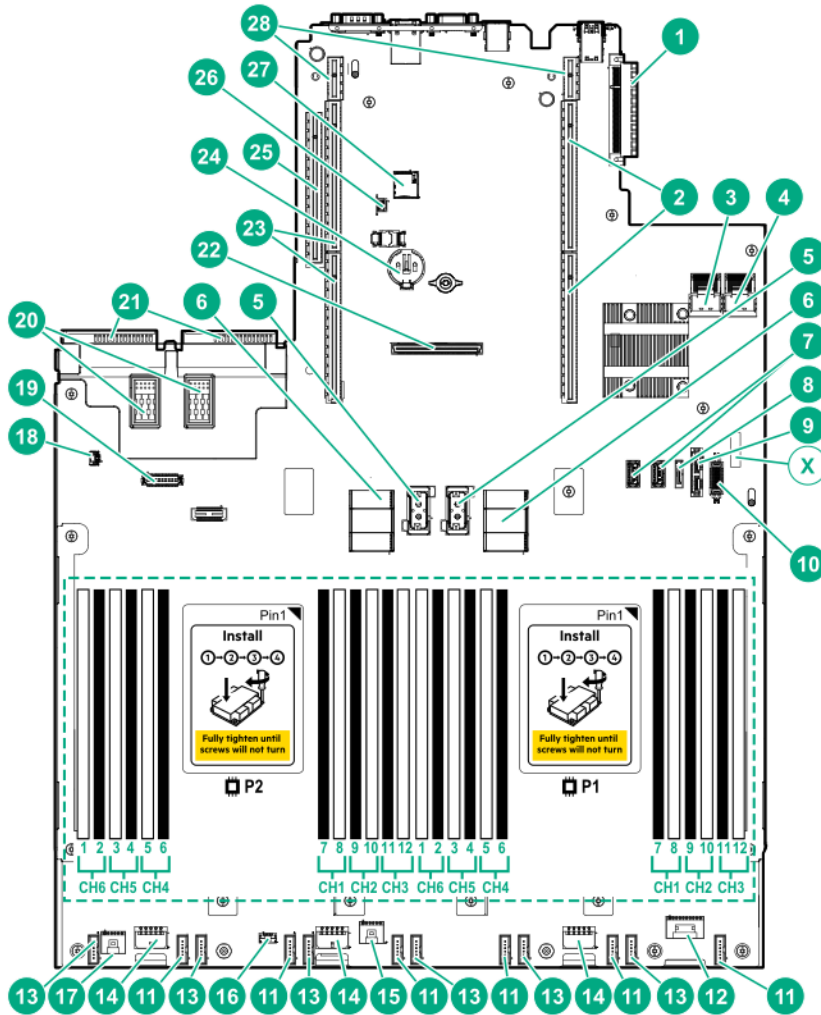 28
1
26
27
24
25
2
3
4
23
5
22
6
5
6
21
7
20
8
19
9
18
X
10
Pin1
Install
1 2 3 4
Fully tighten until
screws will not turn
P2
Pin1
Install
1 2 3 4
Fully tighten until
screws will not turn
P1
1 2 3 4 5 6 7 8 9 10 11 12 1 2 3 4 5 6 7 8 9 10 11 12
CH6 CH5 CH4 CH1 CH2 CH3 CH6 CH5 CH4 CH1 CH2 CH3
13 17 14 11 13 16 11 13 14 15 11 13 11 13 14 11 13 12 11